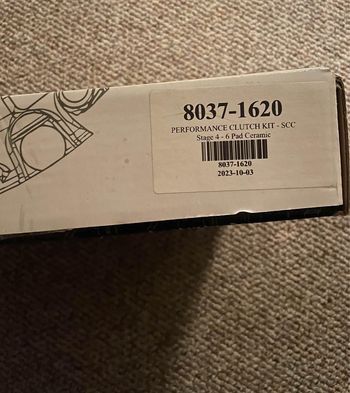 8037-1620
PERFORMANCE CLUTCH KIT - SCC
Stage 4 - 6 Pad Ceramic
8037-1620
2023-10-03